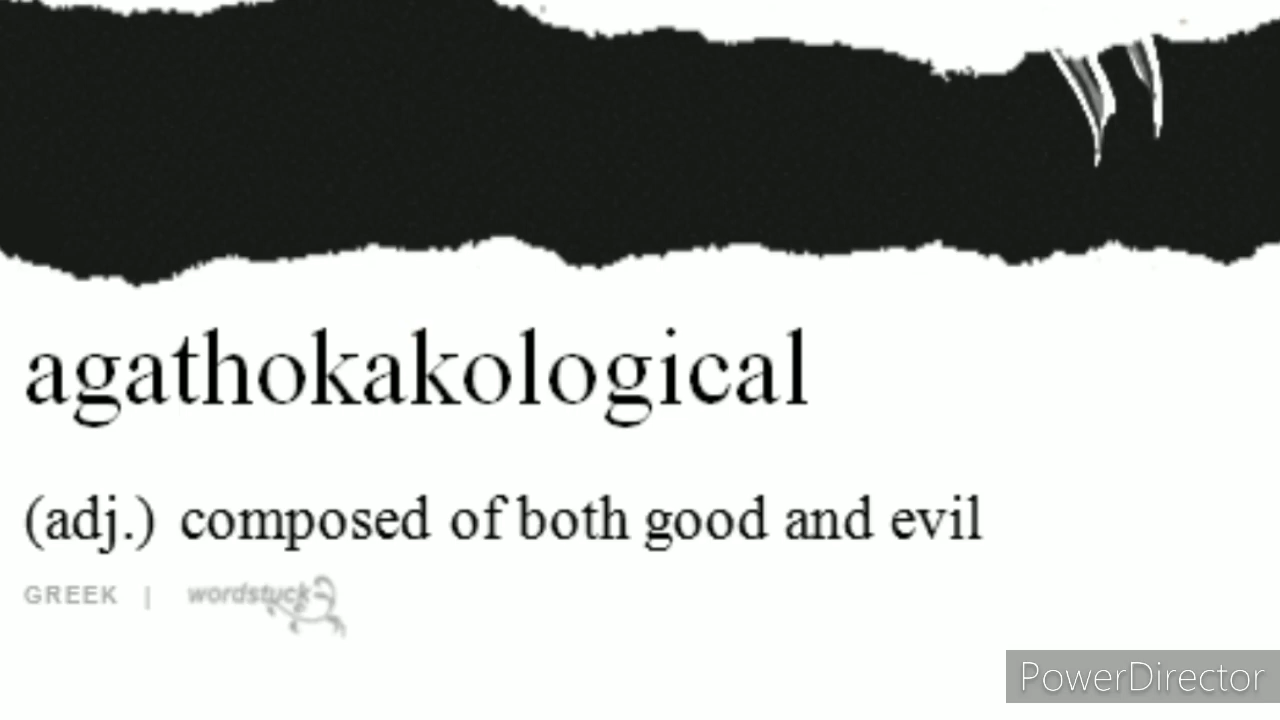 agathokakological
(adj.) composed of both good and evil
GREEK | wordstuck
PowerDirector